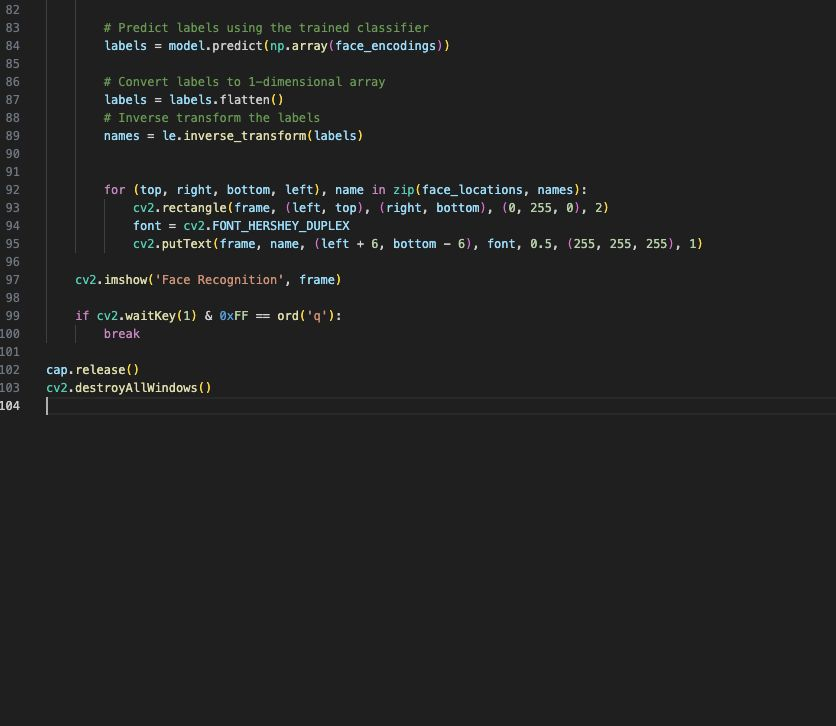 82
83 # Predict labels using the trained classifier
84 labels = model.predict(np.array(face_encodings))
85
86 # Convert labels to 1-dimensional array
87 labels = labels.flatten()
88 # Inverse transform the labels
89 names = le.inverse_transform(labels)
90
91
92 for (top, right, bottom, left), name in zip(face_locations, names):
93 cv2.rectangle(frame, (left, top), (right, bottom), (0, 255, 0), 2)
94 font = cv2.FONT_HERSHEY_DUPLEX
95 cv2.putText(frame, name, (left + 6, bottom - 6), font, 0.5, (255, 255, 255), 1)
96
97 cv2.imshow('Face Recognition', frame)
98
99 if cv2.waitKey(1) & 0xFF == ord('q'):
100 break
101
102 cap.release()
103 cv2.destroyAllWindows()
104